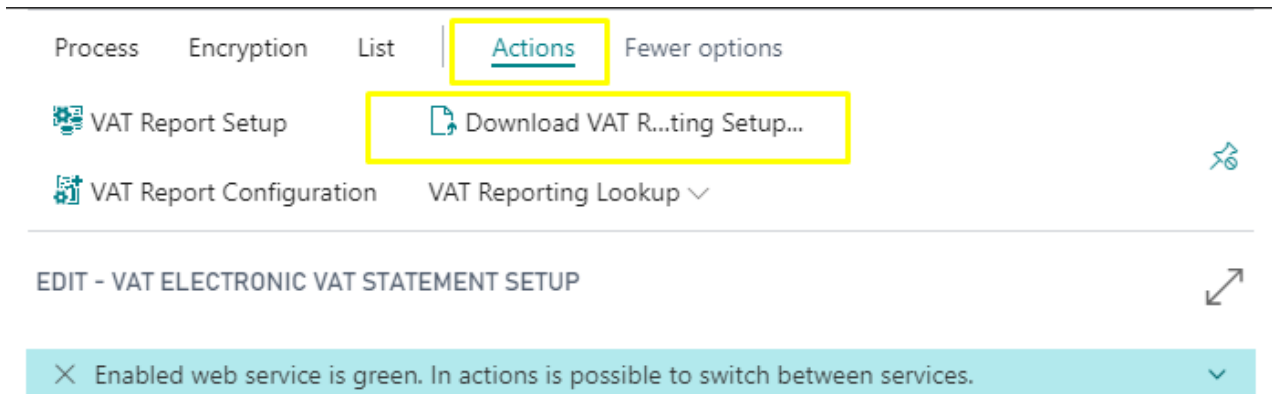 Process Encryption List Actions Fewer options
VAT Report Setup Download VAT R...ting Setup...
VAT Report Configuration VAT Reporting Lookup
EDIT - VAT ELECTRONIC VAT STATEMENT SETUP
Enabled web service is green. In actions is possible to switch between services.